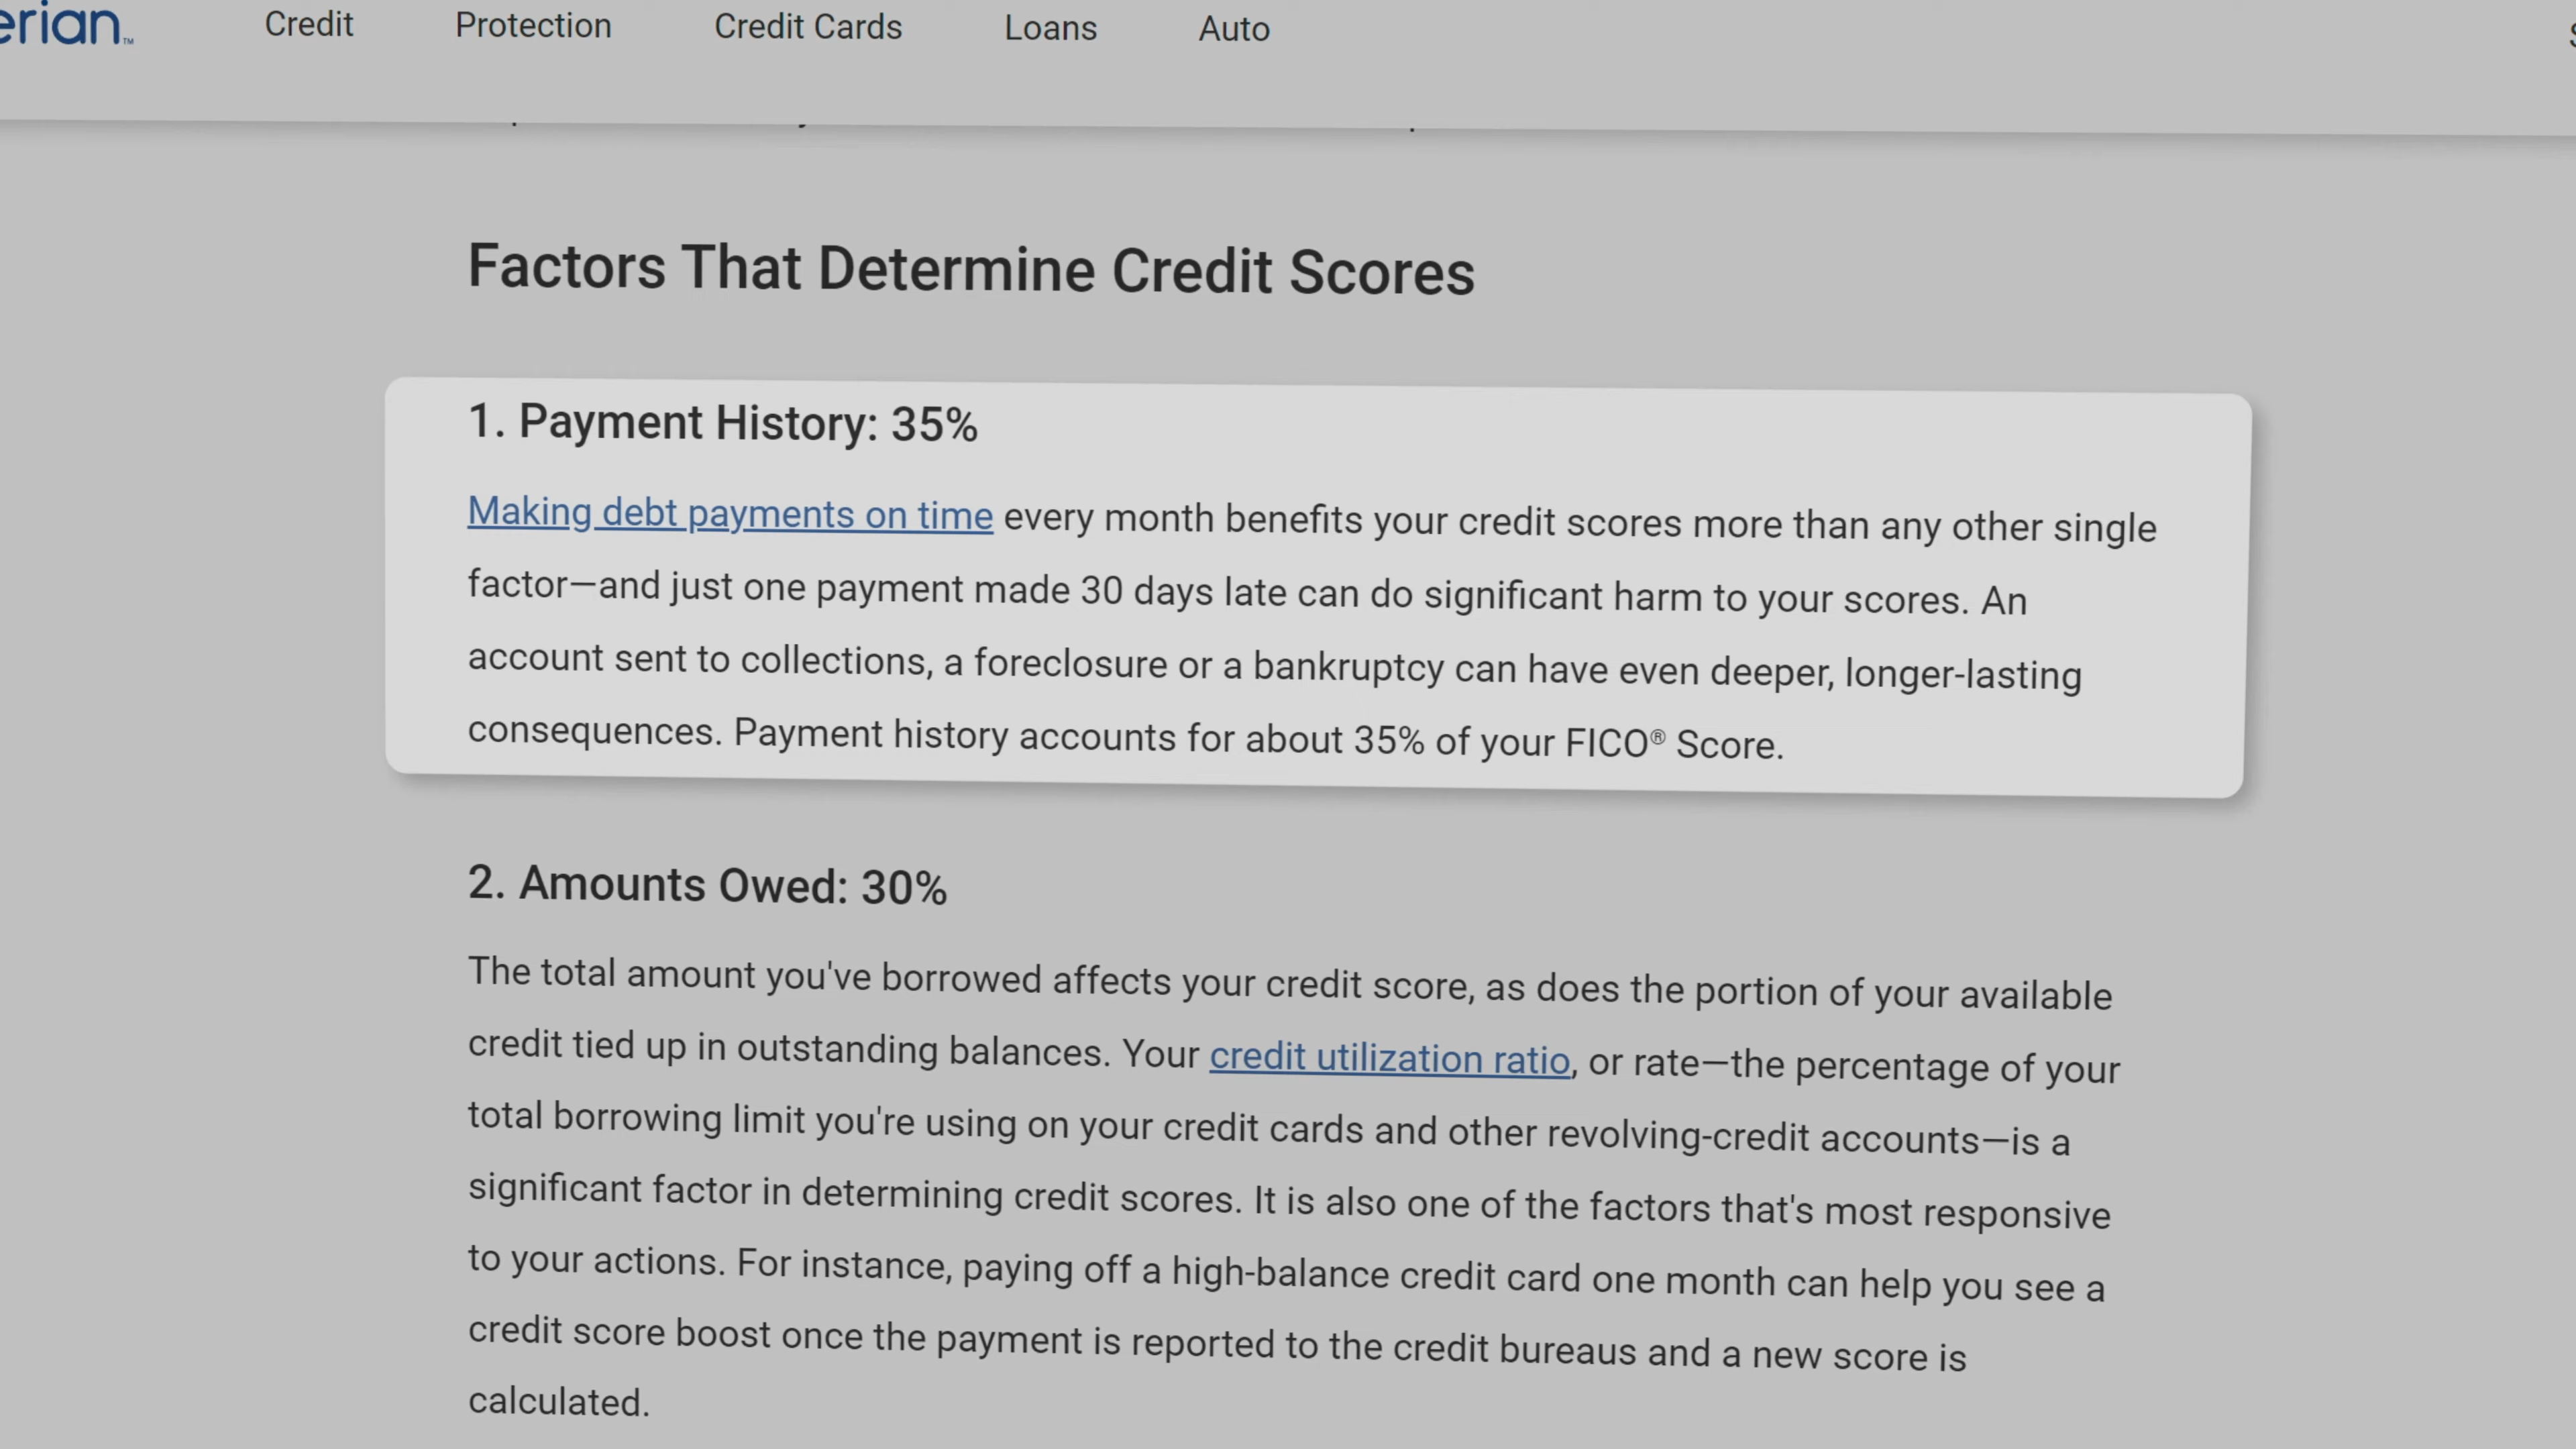 erian™
Credit
Protection
Credit Cards
Loans
Auto
Factors That Determine Credit Scores
1. Payment History: 35%
Making debt payments on time every month benefits your credit scores more than any other single
factor—and just one payment made 30 days late can do significant harm to your scores. An
account sent to collections, a foreclosure or a bankruptcy can have even deeper, longer-lasting
consequences. Payment history accounts for about 35% of your FICO® Score.
2. Amounts Owed: 30%
The total amount you've borrowed affects your credit score, as does the portion of your available
credit tied up in outstanding balances. Your credit utilization ratio, or rate—the percentage of your
total borrowing limit you're using on your credit cards and other revolving-credit accounts—is a
significant factor in determining credit scores. It is also one of the factors that's most responsive
to your actions. For instance, paying off a high-balance credit card one month can help you see a
credit score boost once the payment is reported to the credit bureaus and a new score is
calculated.